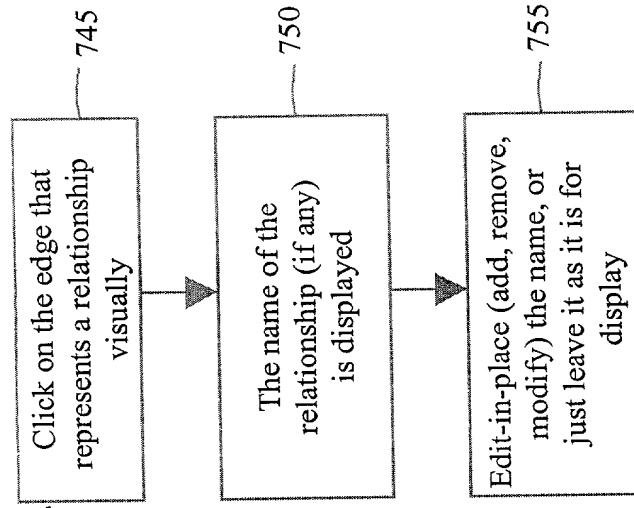 Click on the edge that
represents a relationship
visually
745
The name of the
relationship (if any)
is displayed
750
Edit-in-place (add, remove,
modify) the name, or
just leave it as it is for
display
755